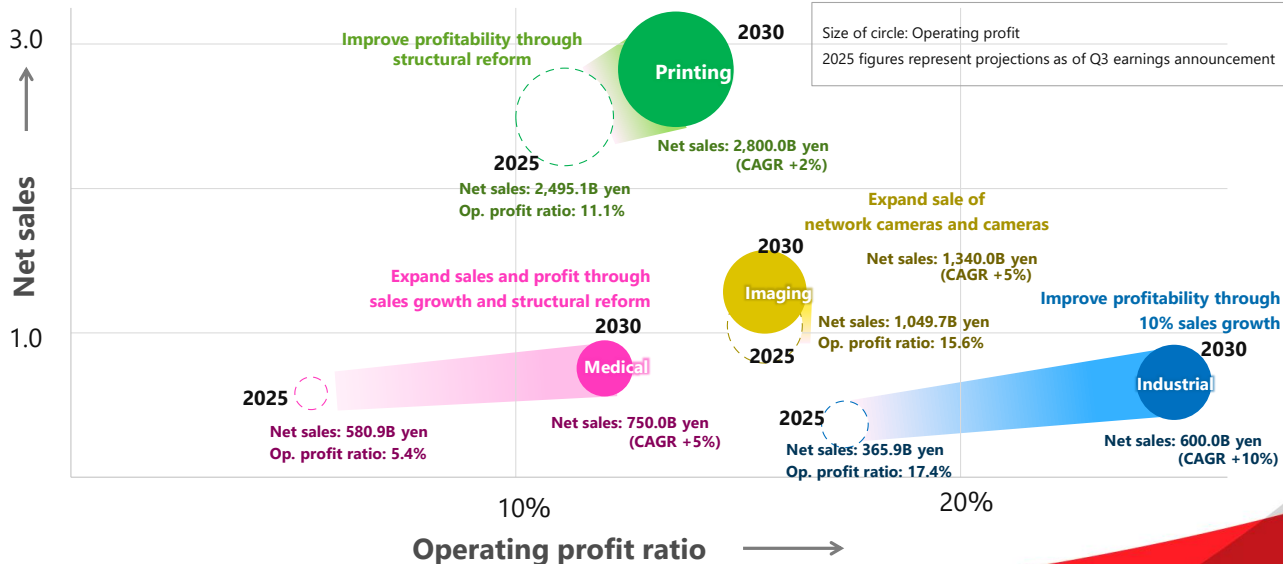 3.0
1.0
Net sales
Improve profitability through
structural reform
2030
Printing
2025
Net sales: 2,495.1B yen
Op. profit ratio: 11.1%
Net sales: 2,800.0B yen
(CAGR +2%)
Size of circle: Operating profit
2025 figures represent projections as of Q3 earnings announcement
Expand sale of
network cameras and cameras
2030
Net sales: 1,340.0B yen
(CAGR +5%)
Imaging
Net sales: 1,049.7B yen
Op. profit ratio: 15.6%
2025
Expand sales and profit through
sales growth and structural reform
2030
Medical
2025
Net sales: 580.9B yen
Op. profit ratio: 5.4%
Net sales: 750.0B yen
(CAGR +5%)
Improve profitability through
10% sales growth
2030
Industrial
2025
Net sales: 365.9B yen
Op. profit ratio: 17.4%
Net sales: 600.0B yen
(CAGR +10%)
10%
20%
Operating profit ratio